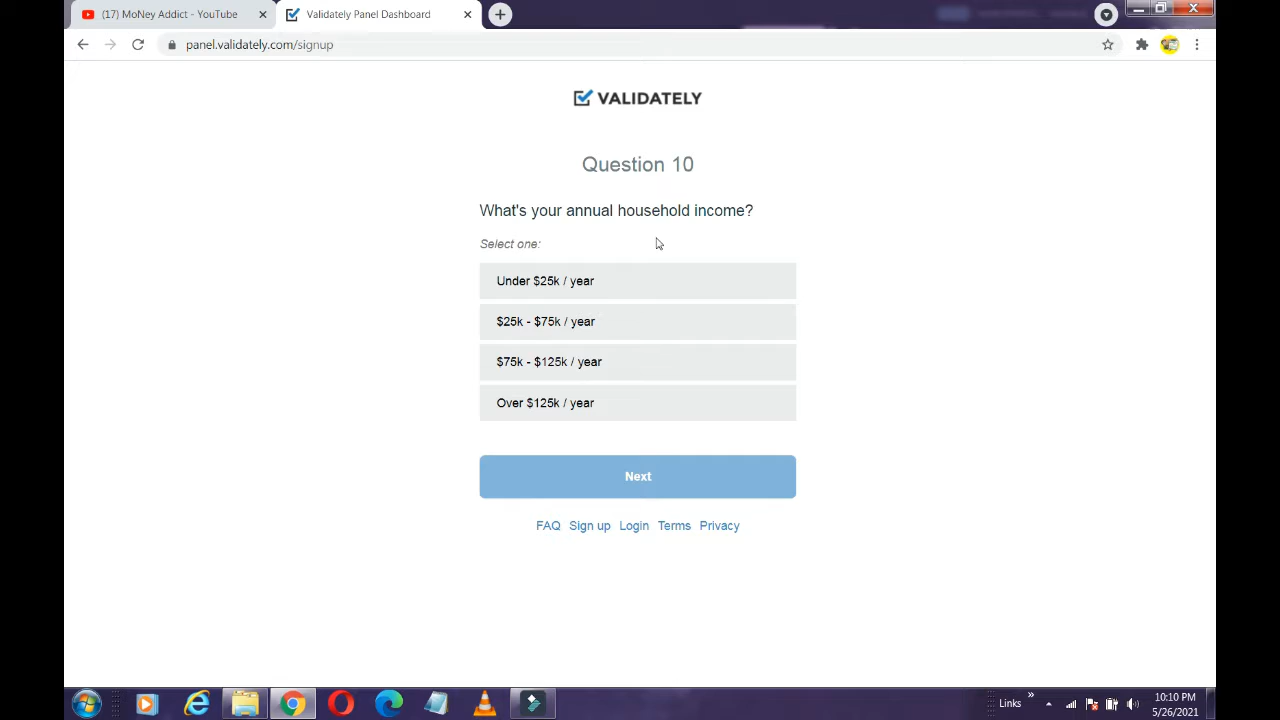 (17) MoNey Addict - YouTube
Validately Panel Dashboard
panel.validately.com/signup
VALIDATELY
Question 10
What's your annual household income?
Select one:
Under $25k / year
$25k - $75k / year
$75k - $125k / year
Over $125k / year
Next
FAQ Sign up Login Terms Privacy
Links
10:10 PM
5/26/2021